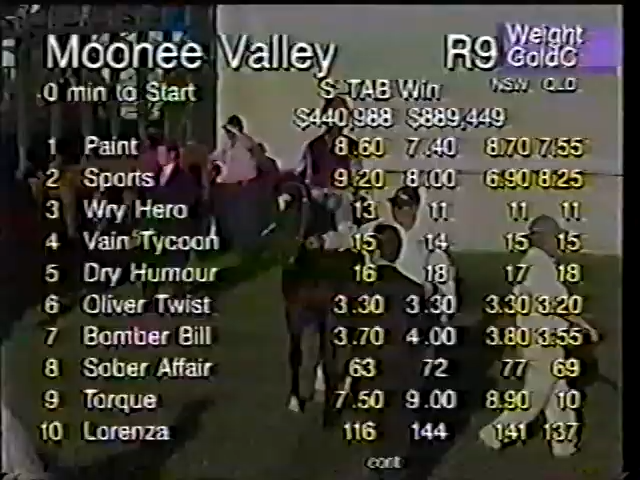 Moonee Valley R9 Weight GoldC
0 min to Start S-TAB Win NSW QLD
$440,988 $889,449
1 Paint 8.60 7.40 8.70 7.55
2 Sports 9.20 8.00 6.90 8.25
3 Wry Hero 13 11 11 11
4 Vain Tycoon 15 14 15 15
5 Dry Humour 16 18 17 18
6 Oliver Twist 3.30 3.30 3.30 3.20
7 Bomber Bill 3.70 4.00 3.80 3.55
8 Sober Affair 63 72 77 69
9 Torque 7.50 9.00 8.90 10
10 Lorenza 116 144 141 137
cont